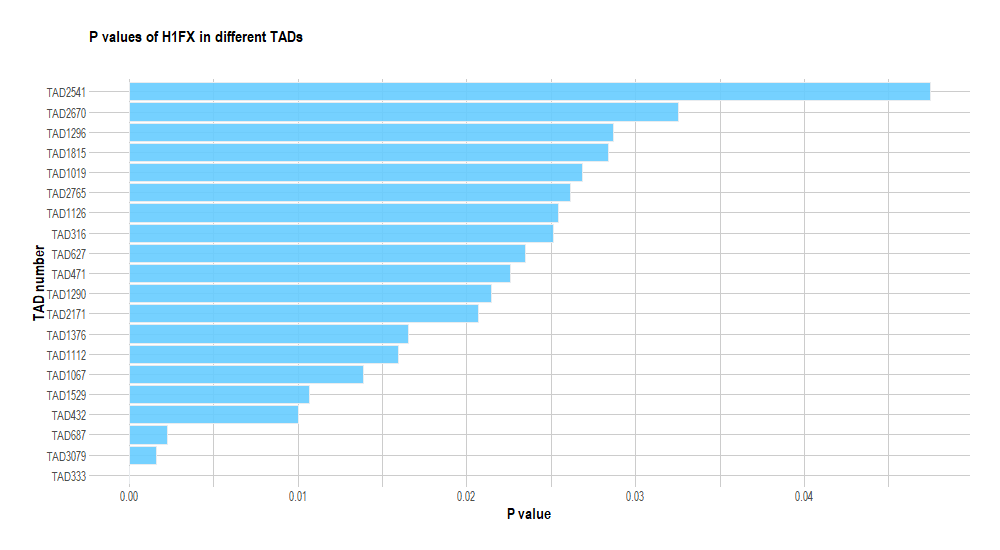 P values of H1FX in different TADs
TAD number
TAD2541
TAD2670
TAD1296
TAD1815
TAD1019
TAD2765
TAD1126
TAD316
TAD627
TAD471
TAD1290
TAD2171
TAD1376
TAD1112
TAD1067
TAD1529
TAD432
TAD687
TAD3079
TAD333
0.00 0.01 0.02 0.03 0.04
P value